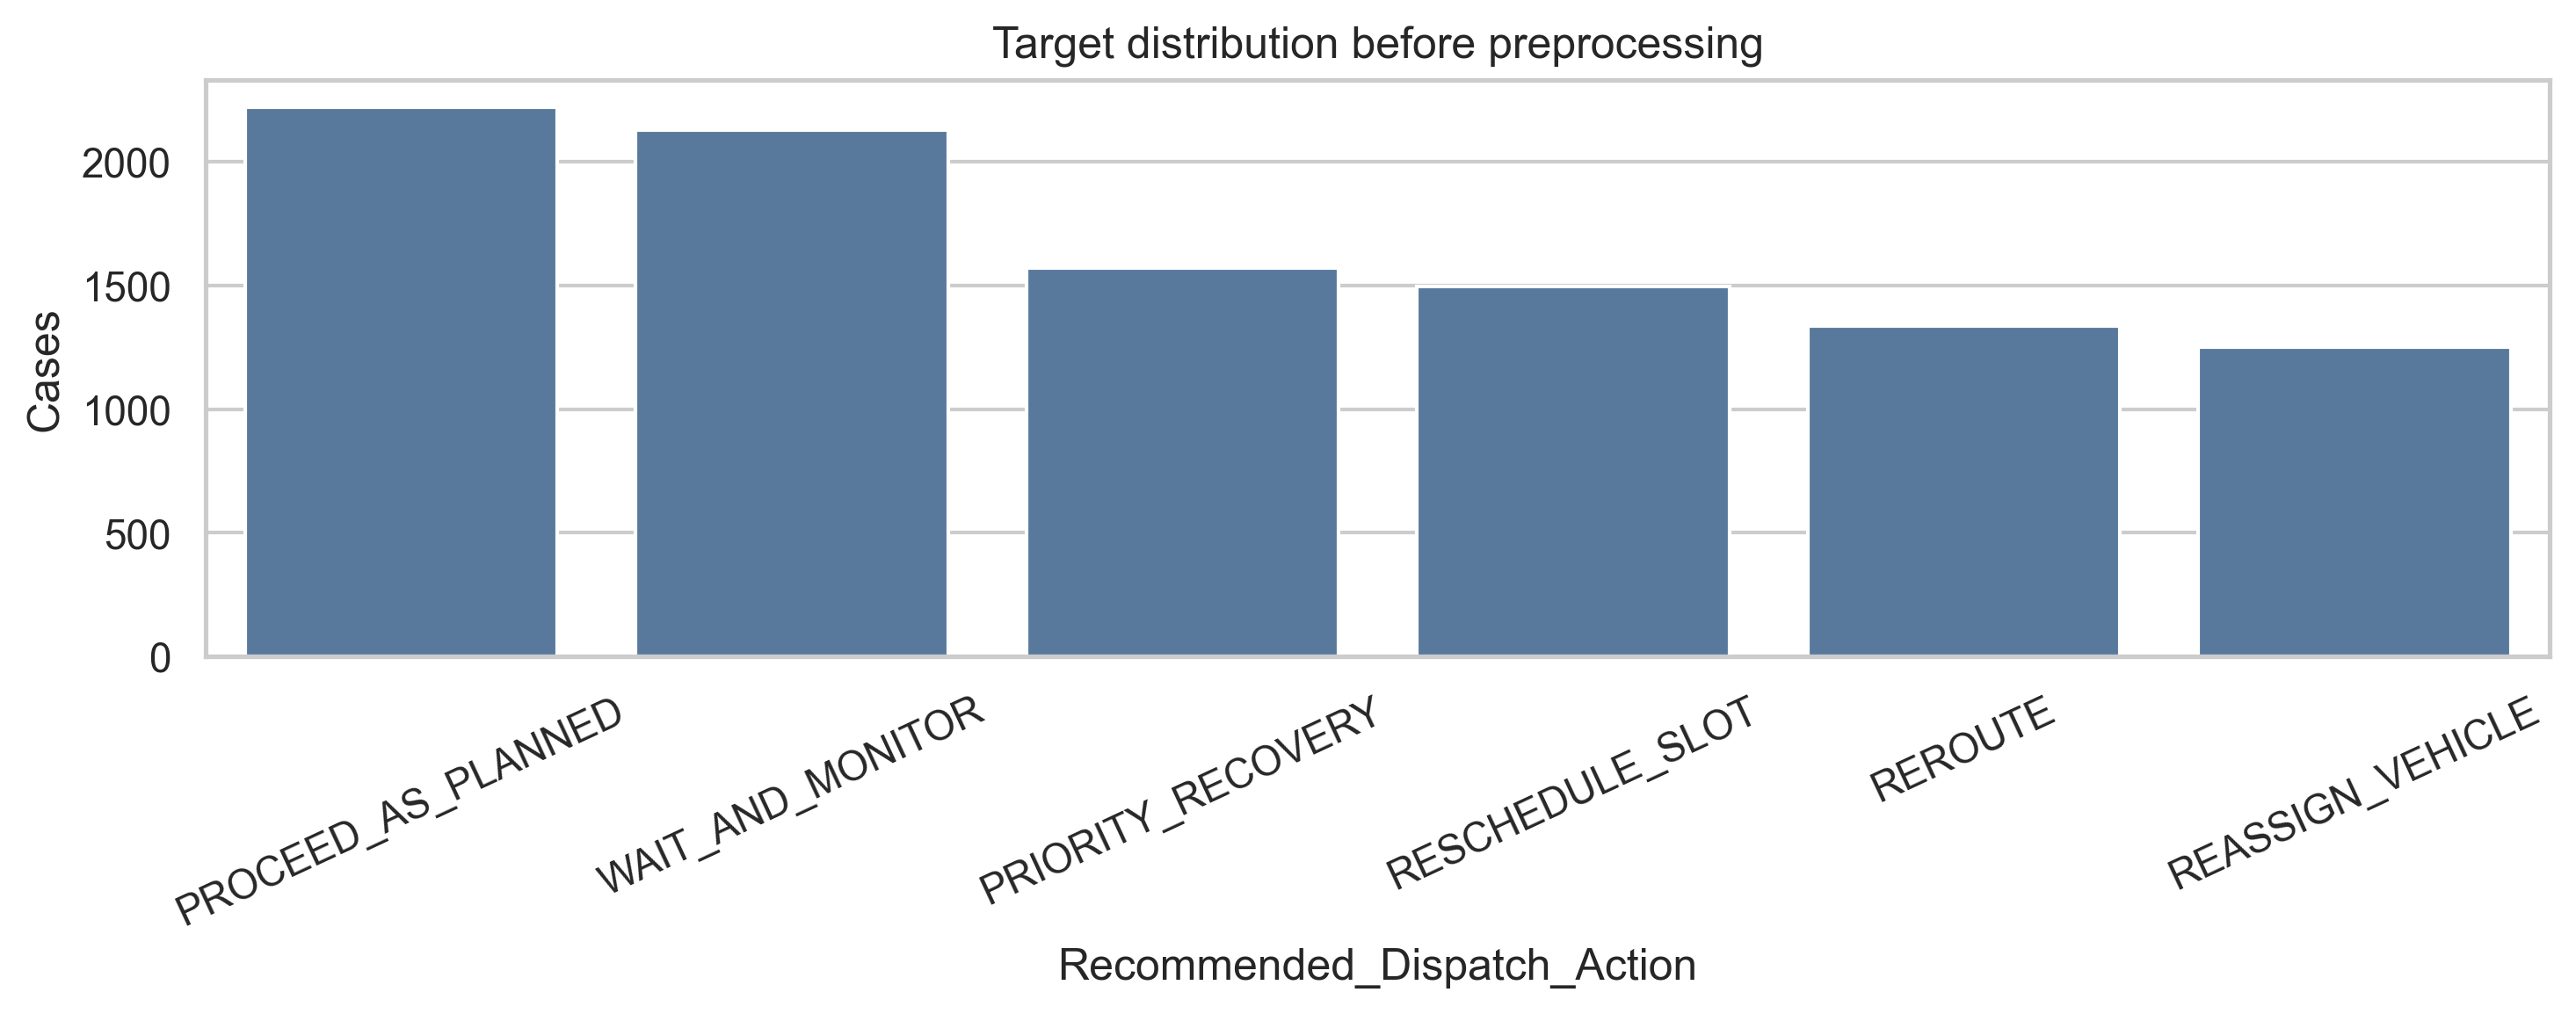 Target distribution before preprocessing
Cases
2000
1500
1000
500
0
PROCEED_AS_PLANNED
WAIT_AND_MONITOR
PRIORITY_RECOVERY
RESCHEDULE_SLOT
REROUTE
REASSIGN_VEHICLE
Recommended_Dispatch_Action